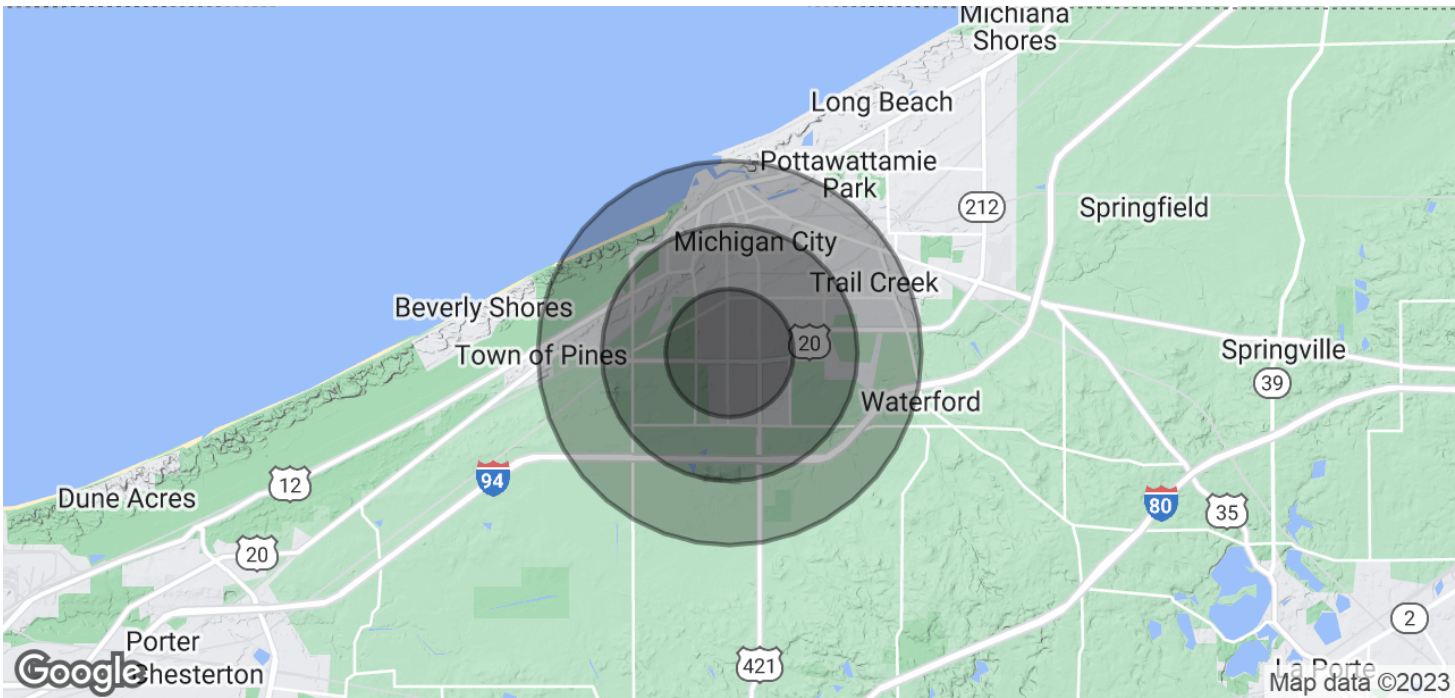 Michiana
Shores
Long Beach
Pottawattamie
Park
212
Springfield
Michigan City
Trail Creek
Beverly Shores
20
Town of Pines
Springville
39
Waterford
94
12
Dune Acres
80
35
20
2
Porter
421
Google
Chesterton
La Porte
Map data ©2023